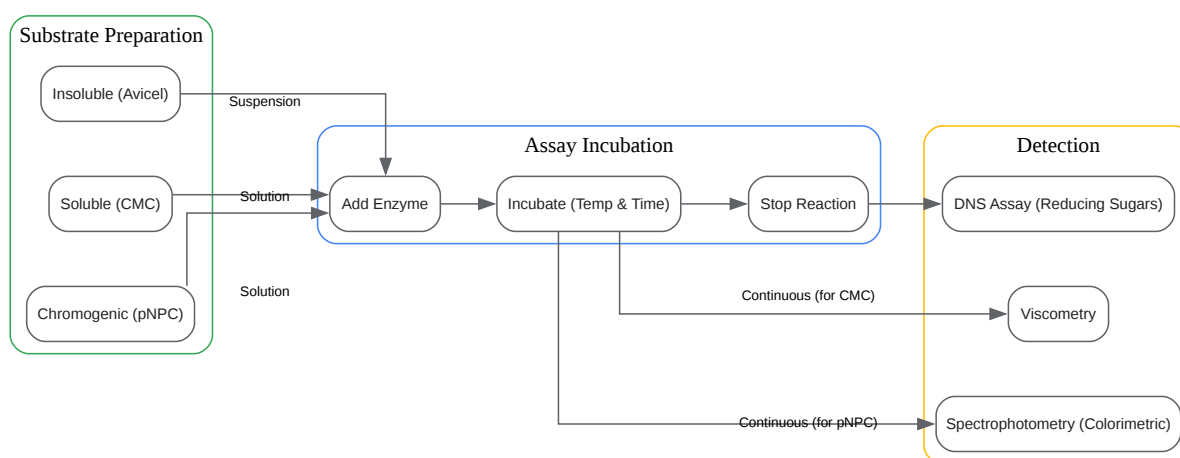 Substrate Preparation
Insoluble (Avicel)
Suspension
Assay Incubation
Detection
Soluble (CMC)
Solution
Add Enzyme
Incubate (Temp & Time)
Stop Reaction
DNS Assay (Reducing Sugars)
Chromogenic (pNPC)
Solution
Continuous (for CMC)
Viscometry
Continuous (for pNPC)
Spectrophotometry (Colorimetric)